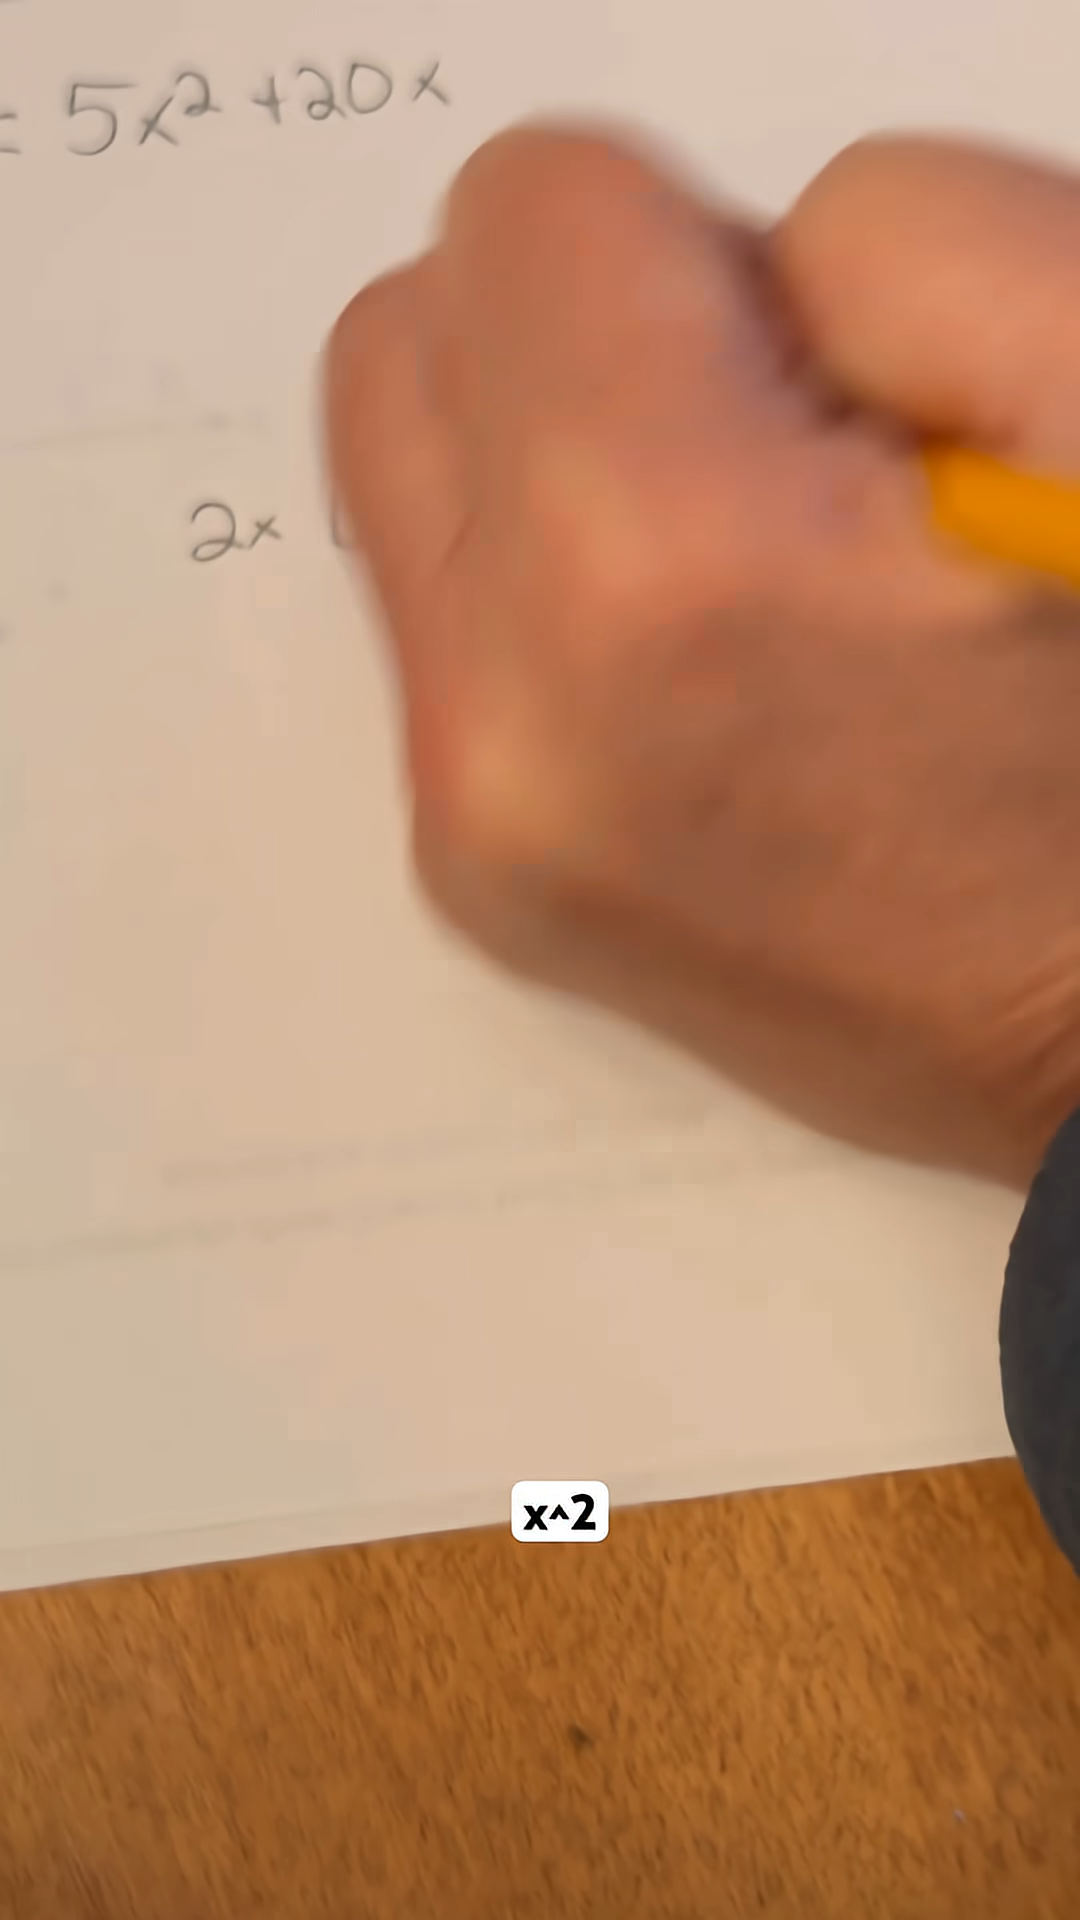 = 5x² +20x
2x (
x^2